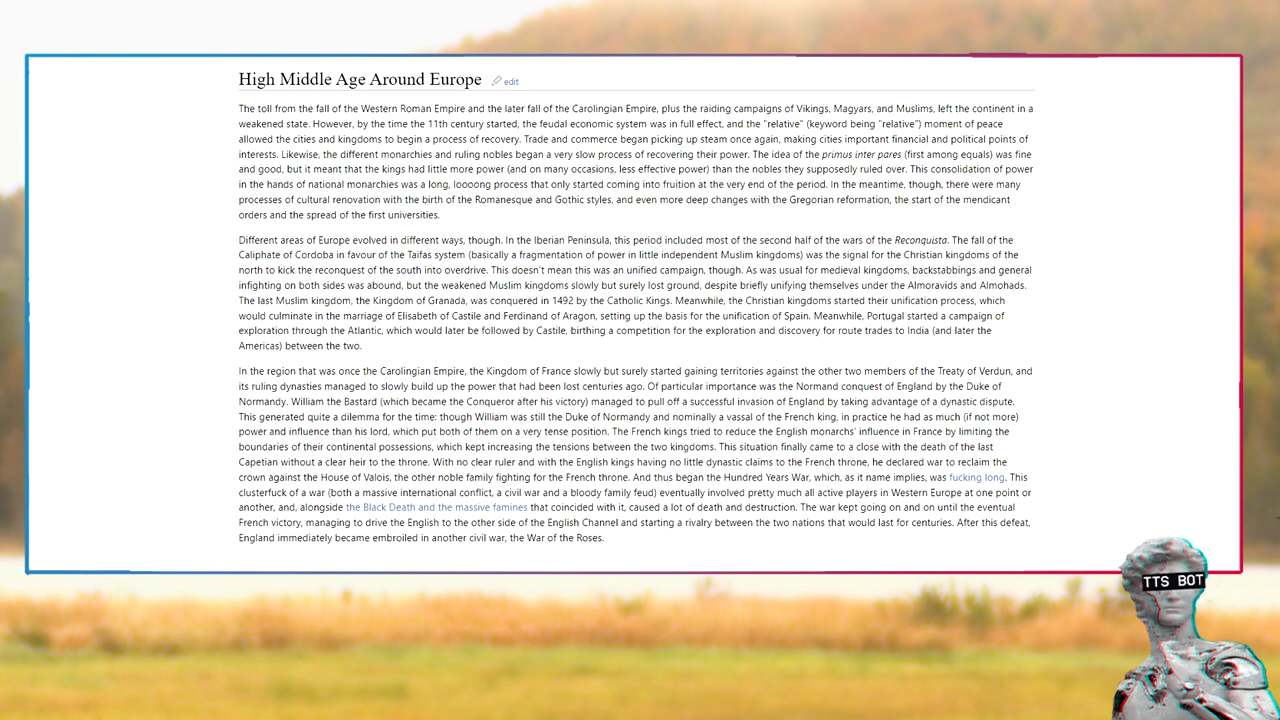 High Middle Age Around Europe edit
The toll from the fall of the Western Roman Empire and the later fall of the Carolingian Empire, plus the raiding campaigns of Vikings, Magyars, and Muslims, left the continent in a
weakened state. However, by the time the 11th century started, the feudal economic system was in full effect, and the "relative" (keyword being "relative") moment of peace
allowed the cities and kingdoms to begin a process of recovery. Trade and commerce began picking up steam once again, making cities important financial and political points of
interests. Likewise, the different monarchies and ruling nobles began a very slow process of recovering their power. The idea of the primus inter pares (first among equals) was fine
and good, but it meant that the kings had little more power (and on many occasions, less effective power) than the nobles they supposedly ruled over. This consolidation of power
in the hands of national monarchies was a long, loooong process that only started coming into fruition at the very end of the period. In the meantime, though, there were many
processes of cultural renovation with the birth of the Romanesque and Gothic styles, and even more deep changes with the Gregorian reformation, the start of the mendicant
orders and the spread of the first universities.
Different areas of Europe evolved in different ways, though. In the Iberian Peninsula, this period included most of the second half of the wars of the Reconquista. The fall of the
Caliphate of Cordoba in favour of the Taifas system (basically a fragmentation of power in little independent Muslim kingdoms) was the signal for the Christian kingdoms of the
north to kick the reconquest of the south into overdrive. This doesn't mean this was an unified campaign, though. As was usual for medieval kingdoms, backstabbings and general
infighting on both sides was abound, but the weakened Muslim kingdoms slowly but surely lost ground, despite briefly unifying themselves under the Almoravids and Almohads.
The last Muslim kingdom, the Kingdom of Granada, was conquered in 1492 by the Catholic Kings. Meanwhile, the Christian kingdoms started their unification process, which
would culminate in the marriage of Elisabeth of Castile and Ferdinand of Aragon, setting up the basis for the unification of Spain. Meanwhile, Portugal started a campaign of
exploration through the Atlantic, which would later be followed by Castile, birthing a competition for the exploration and discovery for route trades to India (and later the
Americas) between the two.
In the region that was once the Carolingian Empire, the Kingdom of France slowly but surely started gaining territories against the other two members of the Treaty of Verdun, and
its ruling dynasties managed to slowly build up the power that had been lost centuries ago. Of particular importance was the Normand conquest of England by the Duke of
Normandy. William the Bastard (which became the Conqueror after his victory) managed to pull off a successful invasion of England by taking advantage of a dynastic dispute.
This generated quite a dilemma for the time: though William was still the Duke of Normandy and nominally a vassal of the French king, in practice he had as much (if not more)
power and influence than his lord, which put both of them on a very tense position. The French kings tried to reduce the English monarchs' influence in France by limiting the
boundaries of their continental possessions, which kept increasing the tensions between the two kingdoms. This situation finally came to a close with the death of the last
Capetian without a clear heir to the throne. With no clear ruler and with the English kings having no little dynastic claims to the French throne, he declared war to reclaim the
crown against the House of Valois, the other noble family fighting for the French throne. And thus began the Hundred Years War, which, as it name implies, was fucking long. This
clusterfuck of a war (both a massive international conflict, a civil war and a bloody family feud) eventually involved pretty much all active players in Western Europe at one point or
another, and, alongside the Black Death and the massive famines that coincided with it, caused a lot of death and destruction. The war kept going on and on until the eventual
French victory, managing to drive the English to the other side of the English Channel and starting a rivalry between the two nations that would last for centuries. After this defeat,
England immediately became embroiled in another civil war, the War of the Roses.
TTS BOT